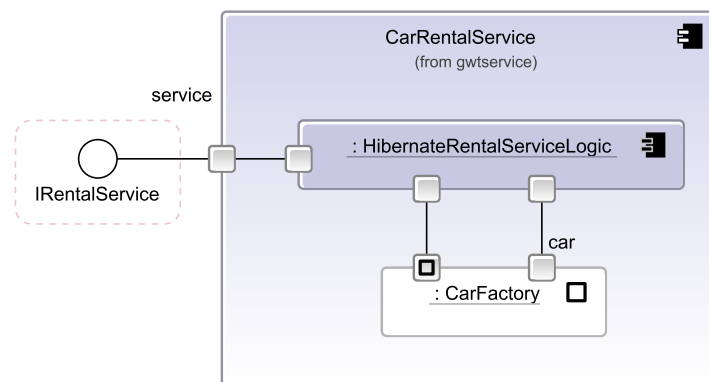 CarRentalService
(from gwtservice)
service
: HibernateRentalServiceLogic
IRentalService
car
: CarFactory